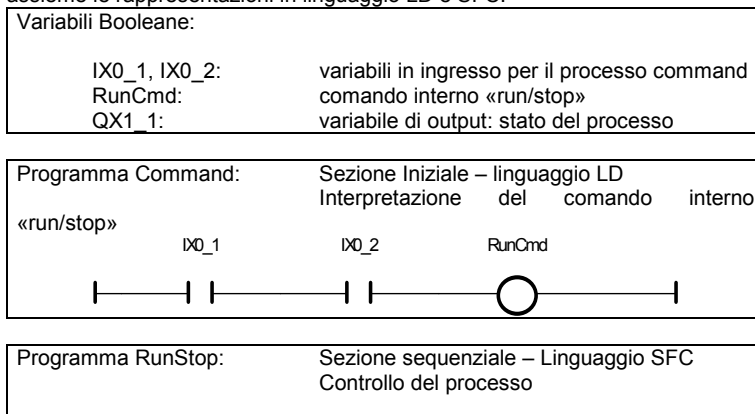 assieme le rappresentazioni in linguaggio LD e SFC.
Variabili Booleane:
IX0_1, IX0_2: variabili in ingresso per il processo command
RunCmd: comando interno «run/stop»
QX1_1: variabile di output: stato del processo
Programma Command: Sezione Iniziale – linguaggio LD
Interpretazione del comando interno
«run/stop»
IX0_1 IX0_2 RunCmd
Programma RunStop: Sezione sequenziale – Linguaggio SFC
Controllo del processo